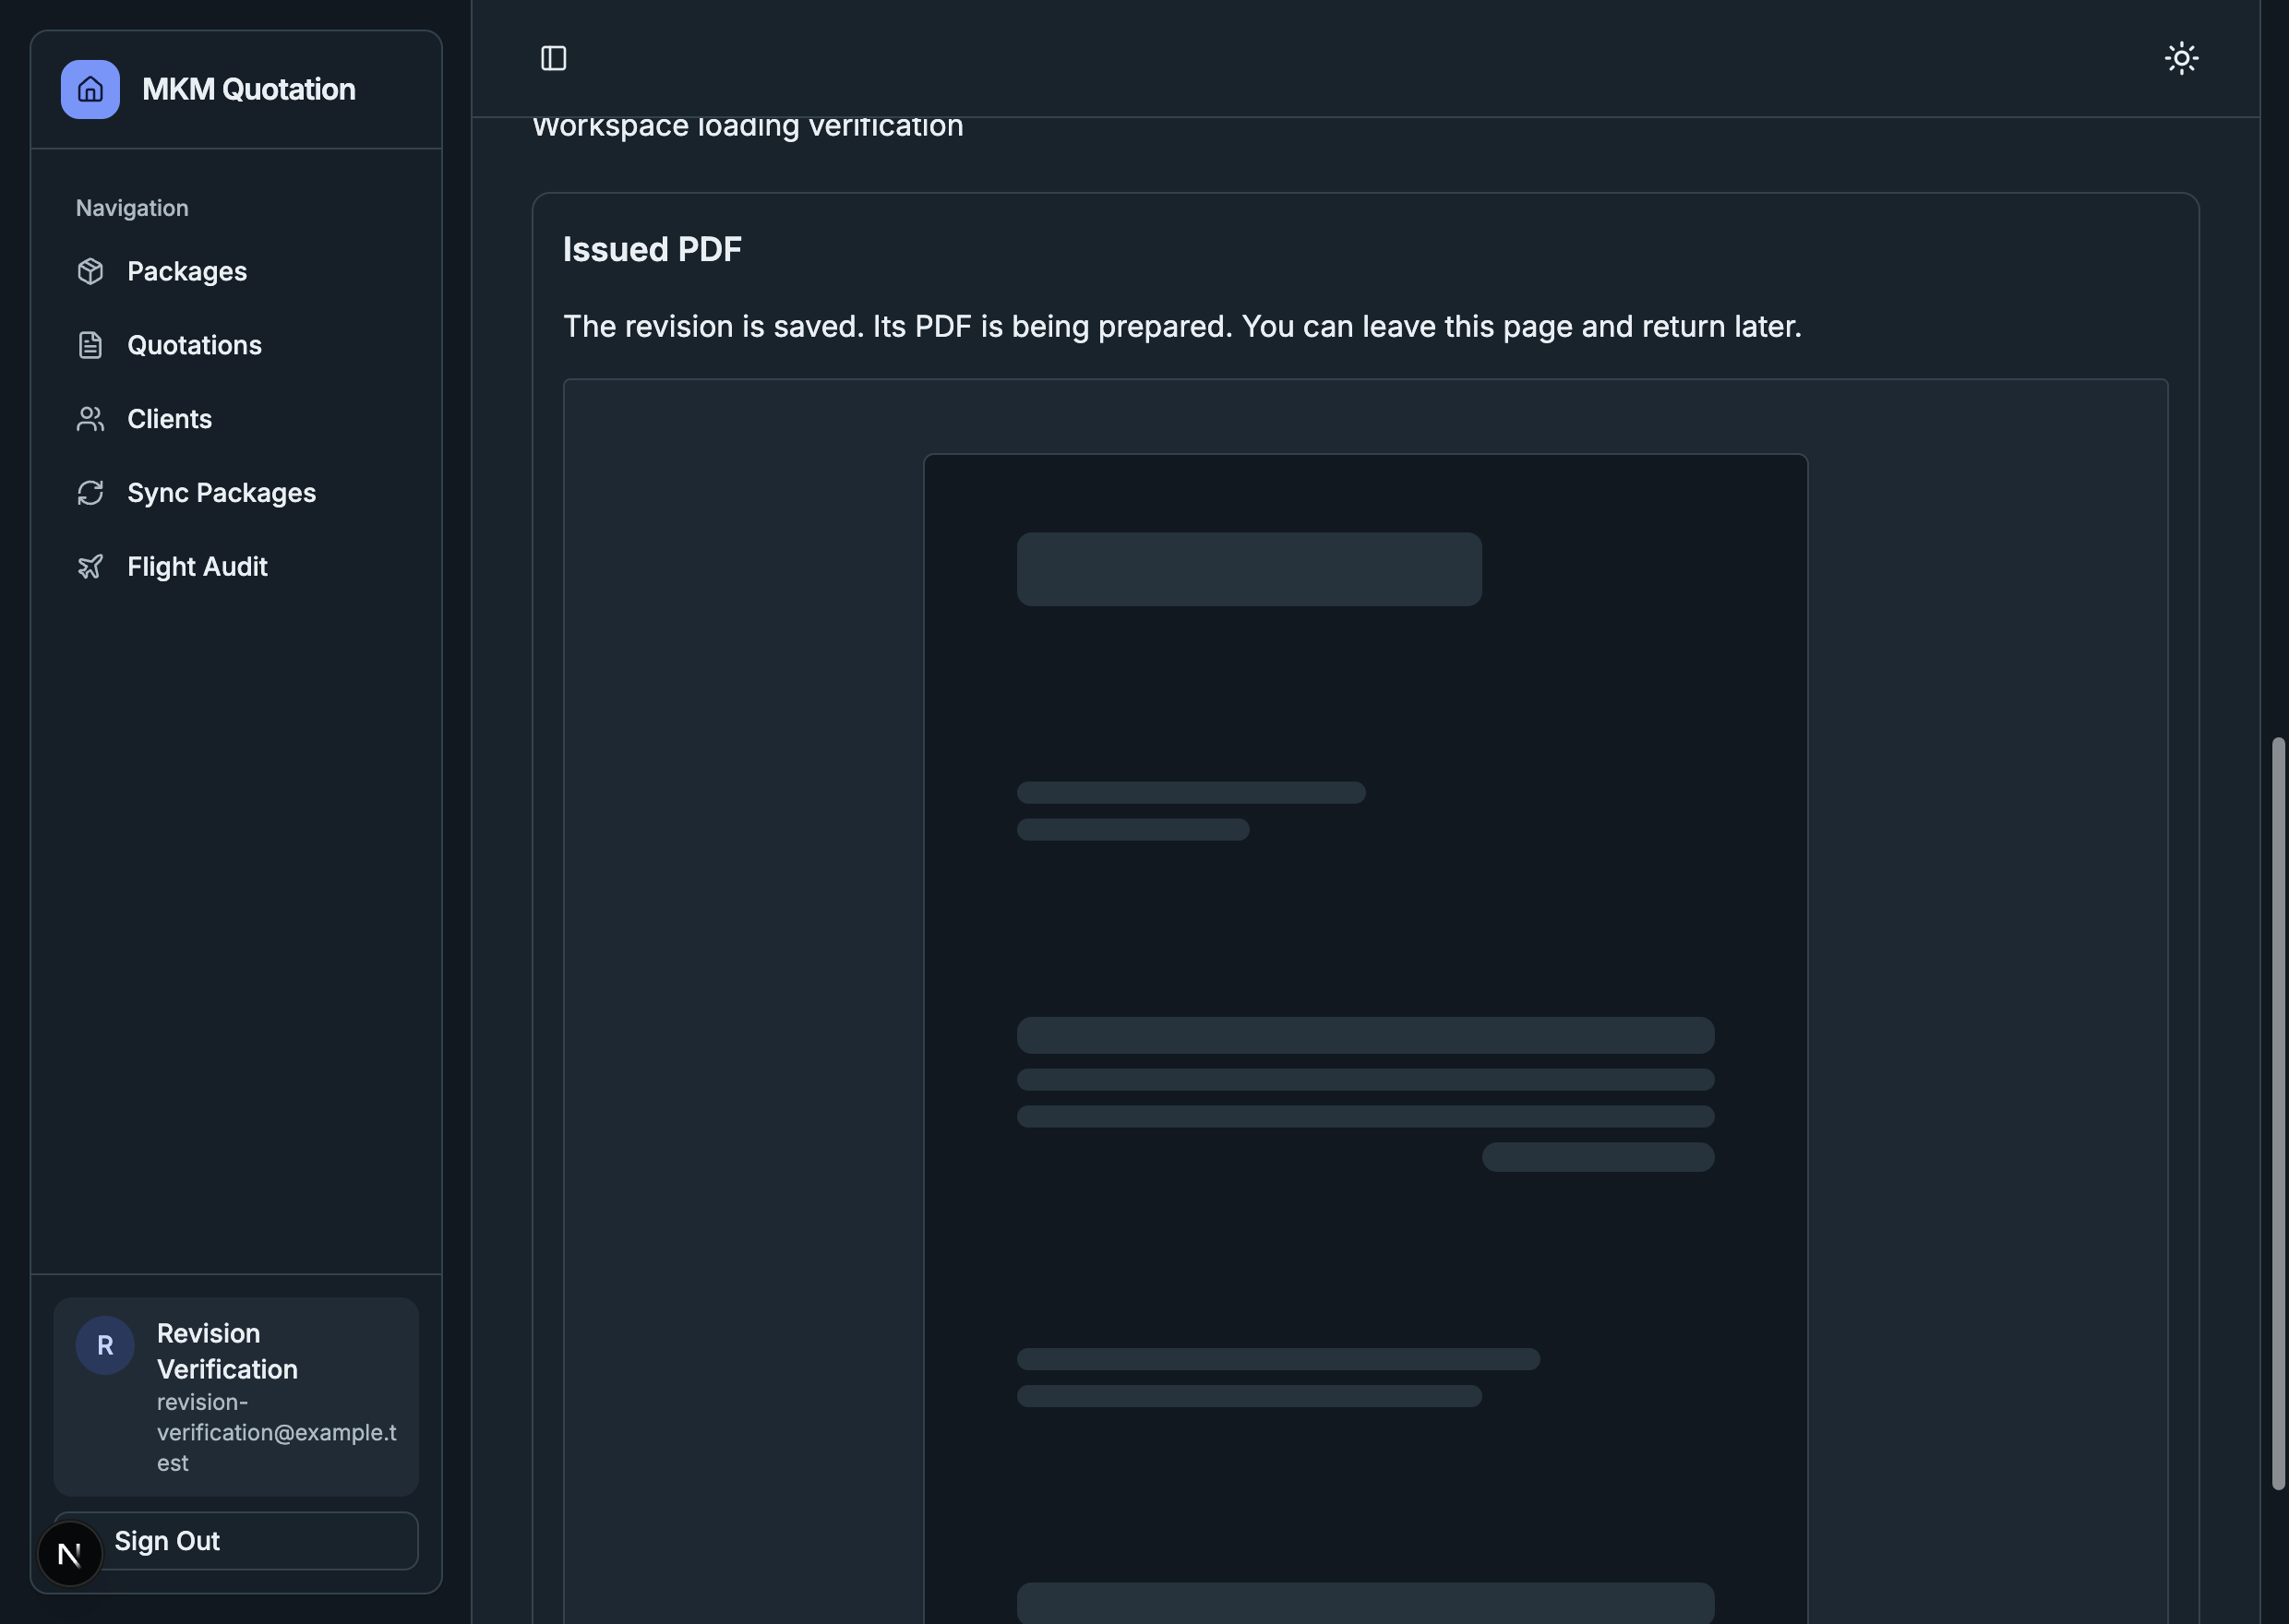 MKM Quotation
Navigation
Packages
Quotations
Clients
Sync Packages
Flight Audit
Revision
Verification
revision-
verification@example.t
est
Sign Out
N
Workspace loading verification
Issued PDF
The revision is saved. Its PDF is being prepared. You can leave this page and return later.
R